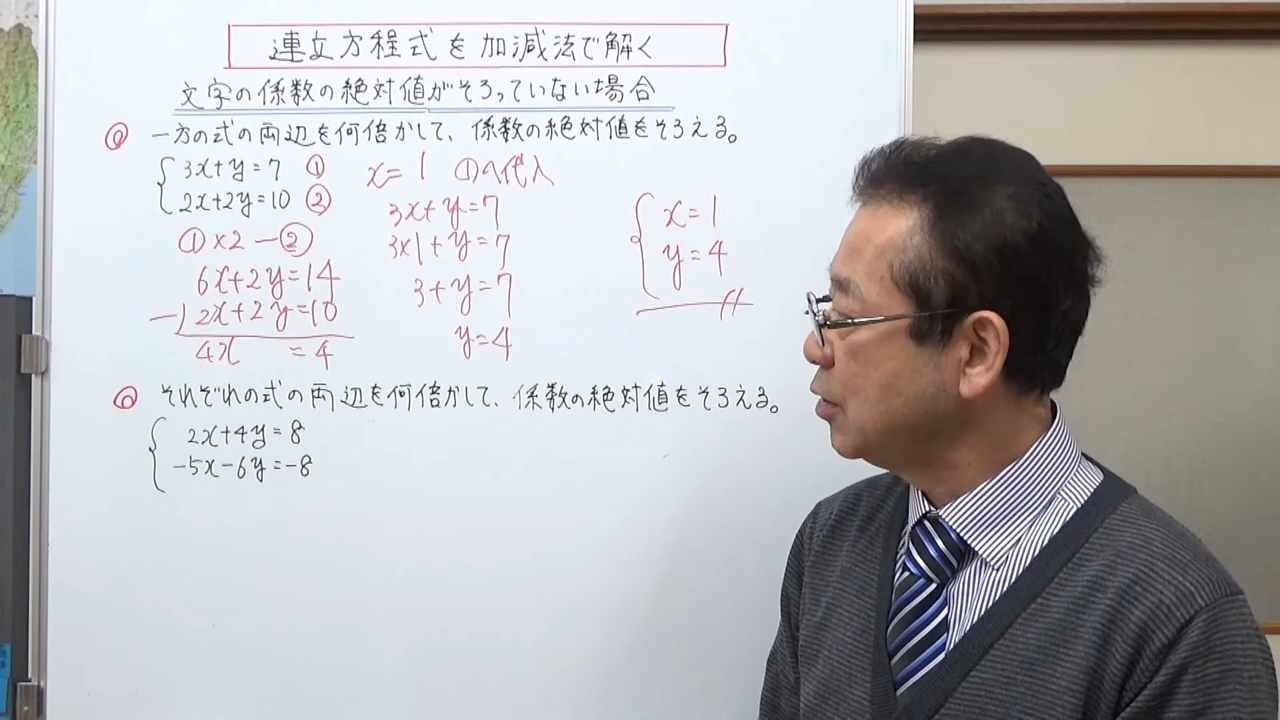 連立方程式を加減法で解く
文字の係数の絶対値がそろっていない場合
◎ 一方の式の両辺を何倍かして、係数の絶対値をそろえる。
3x+y=7 ①
2x+2y=10 ②
①×2-②
6x+2y=14
-) 2x+2y=10
4x =4
x=1 ①へ代入
3x+y=7
3×1+y=7
3+y=7
y=4
x=1
y=4
◎ それぞれの式の両辺を何倍かして、係数の絶対値をそろえる。
2x+4y=8
-5x-6y=-8